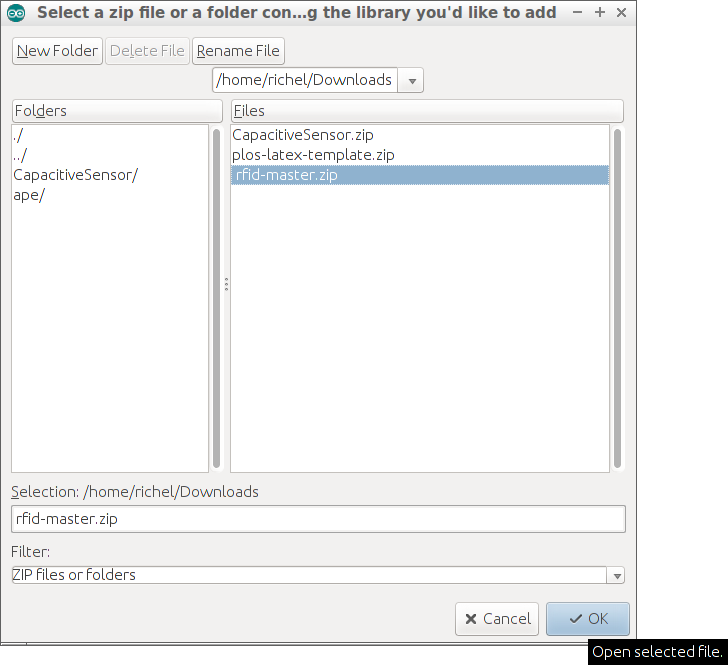 Select a zip file or a folder con...g the library you'd like to add
New Folder Delete File Rename File
/home/richel/Downloads
Folders Files
./
../
CapacitiveSensor/
ape/
CapacitiveSensor.zip
plos-latex-template.zip
rfid-master.zip
Selection: /home/richel/Downloads
rfid-master.zip
Filter:
ZIP files or folders
Cancel OK
Open selected file.